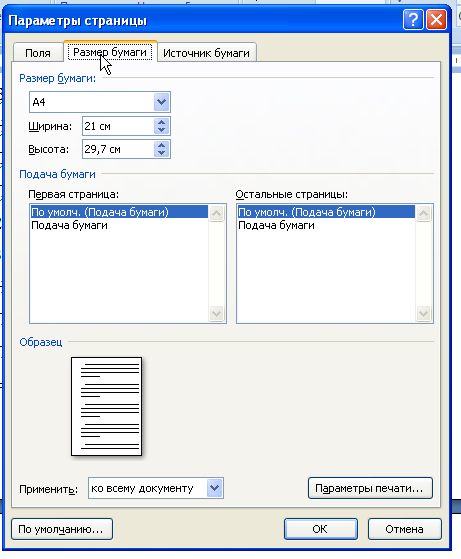 Параметры страницы
Поля Размер бумаги Источник бумаги
Размер бумаги:
A4
Ширина: 21 см
Высота: 29,7 см
Подача бумаги
Первая страница: Остальные страницы:
По умолч. (Подача бумаги) По умолч. (Подача бумаги)
Подача бумаги Подача бумаги
Образец
Применить: ко всему документу Параметры печати...
По умолчанию... ОК Отмена